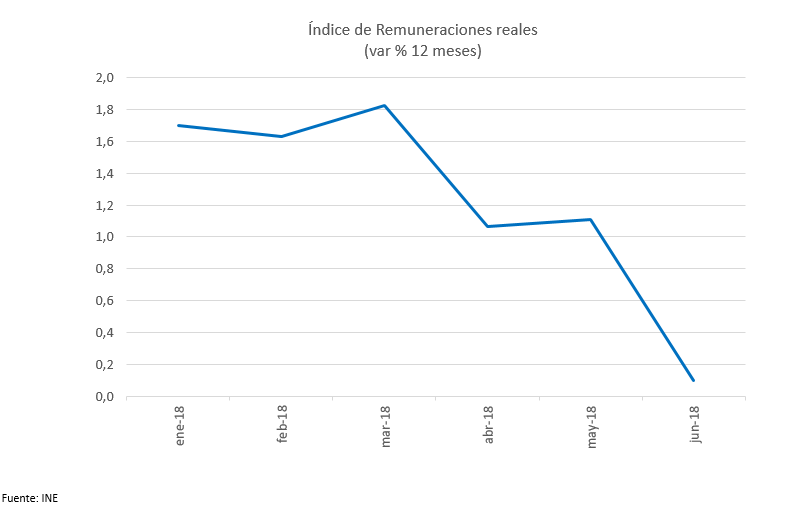 Índice de Remuneraciones reales
(var % 12 meses)
2,0
1,8
1,6
1,4
1,2
1,0
0,8
0,6
0,4
0,2
0,0
ene-18
feb-18
mar-18
abr-18
may-18
jun-18
Fuente: INE